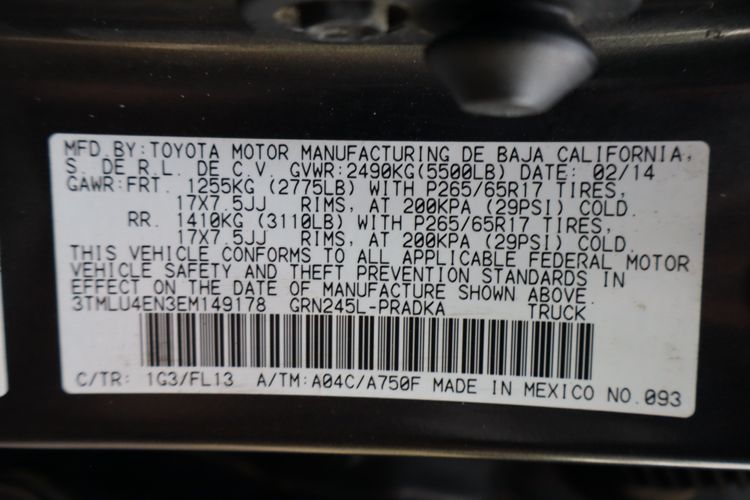 MFD BY:TOYOTA MOTOR MANUFACTURING DE BAJA CALIFORNIA,
S. DE R.L. DE C.V. GVWR:2490KG(5500LB) DATE: 02/14
GAWR:FRT. 1255KG (2775LB) WITH P265/65R17 TIRES,
17X7.5JJ RIMS, AT 200KPA (29PSI) COLD.
RR. 1410KG (3110LB) WITH P265/65R17 TIRES,
17X7.5JJ RIMS, AT 200KPA (29PSI) COLD.
THIS VEHICLE CONFORMS TO ALL APPLICABLE FEDERAL MOTOR
VEHICLE SAFETY AND THEFT PREVENTION STANDARDS IN
EFFECT ON THE DATE OF MANUFACTURE SHOWN ABOVE.
3TMLU4EN3EM149178 GRN245L-PRADKA TRUCK
C/TR: 1G3/FL13 A/TM:A04C/A750F MADE IN MEXICO NO.093